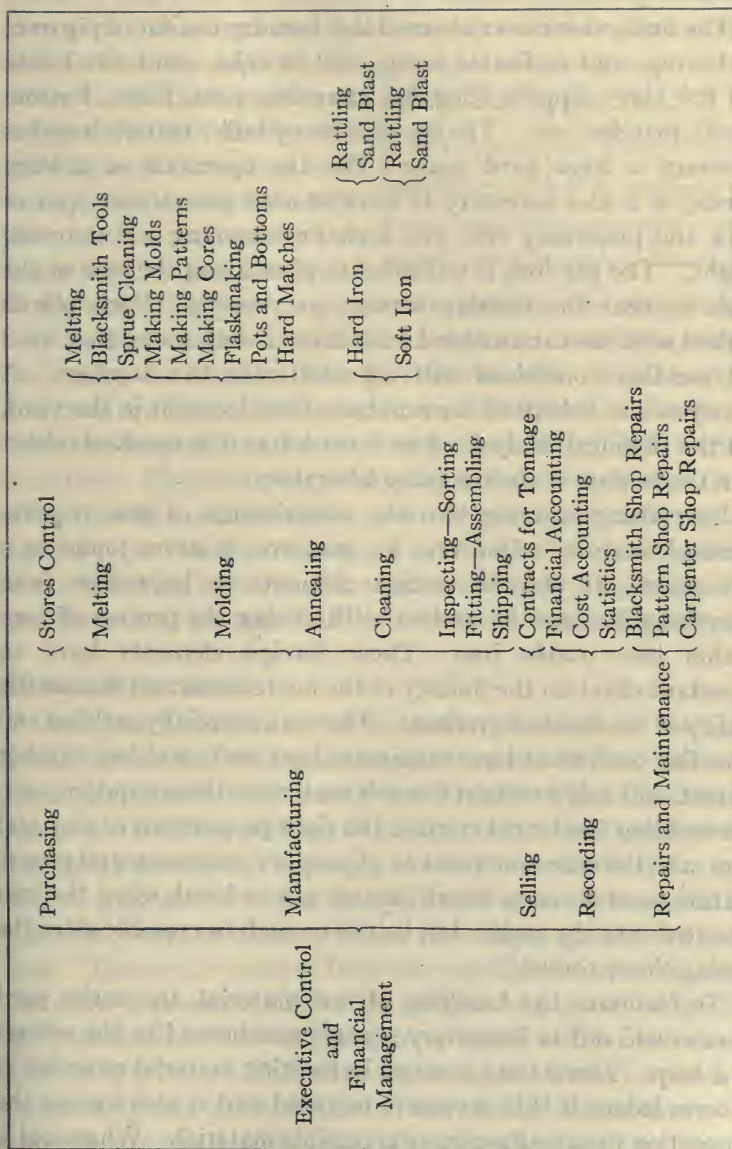 Executive Control
and
Financial
Management
Purchasing
Stores Control
Manufacturing
Melting
Melting
Blacksmith Tools
Sprue Cleaning
Molding
Making Molds
Making Patterns
Making Cores
Flaskmaking
Pots and Bottoms
Hard Matches
Annealing
Cleaning
Hard Iron
Rattling
Sand Blast
Soft Iron
Rattling
Sand Blast
Inspecting—Sorting
Fitting—Assembling
Shipping
Selling
Contracts for Tonnage
Recording
Financial Accounting
Cost Accounting
Statistics
Repairs and Maintenance
Blacksmith Shop Repairs
Pattern Shop Repairs
Carpenter Shop Repairs